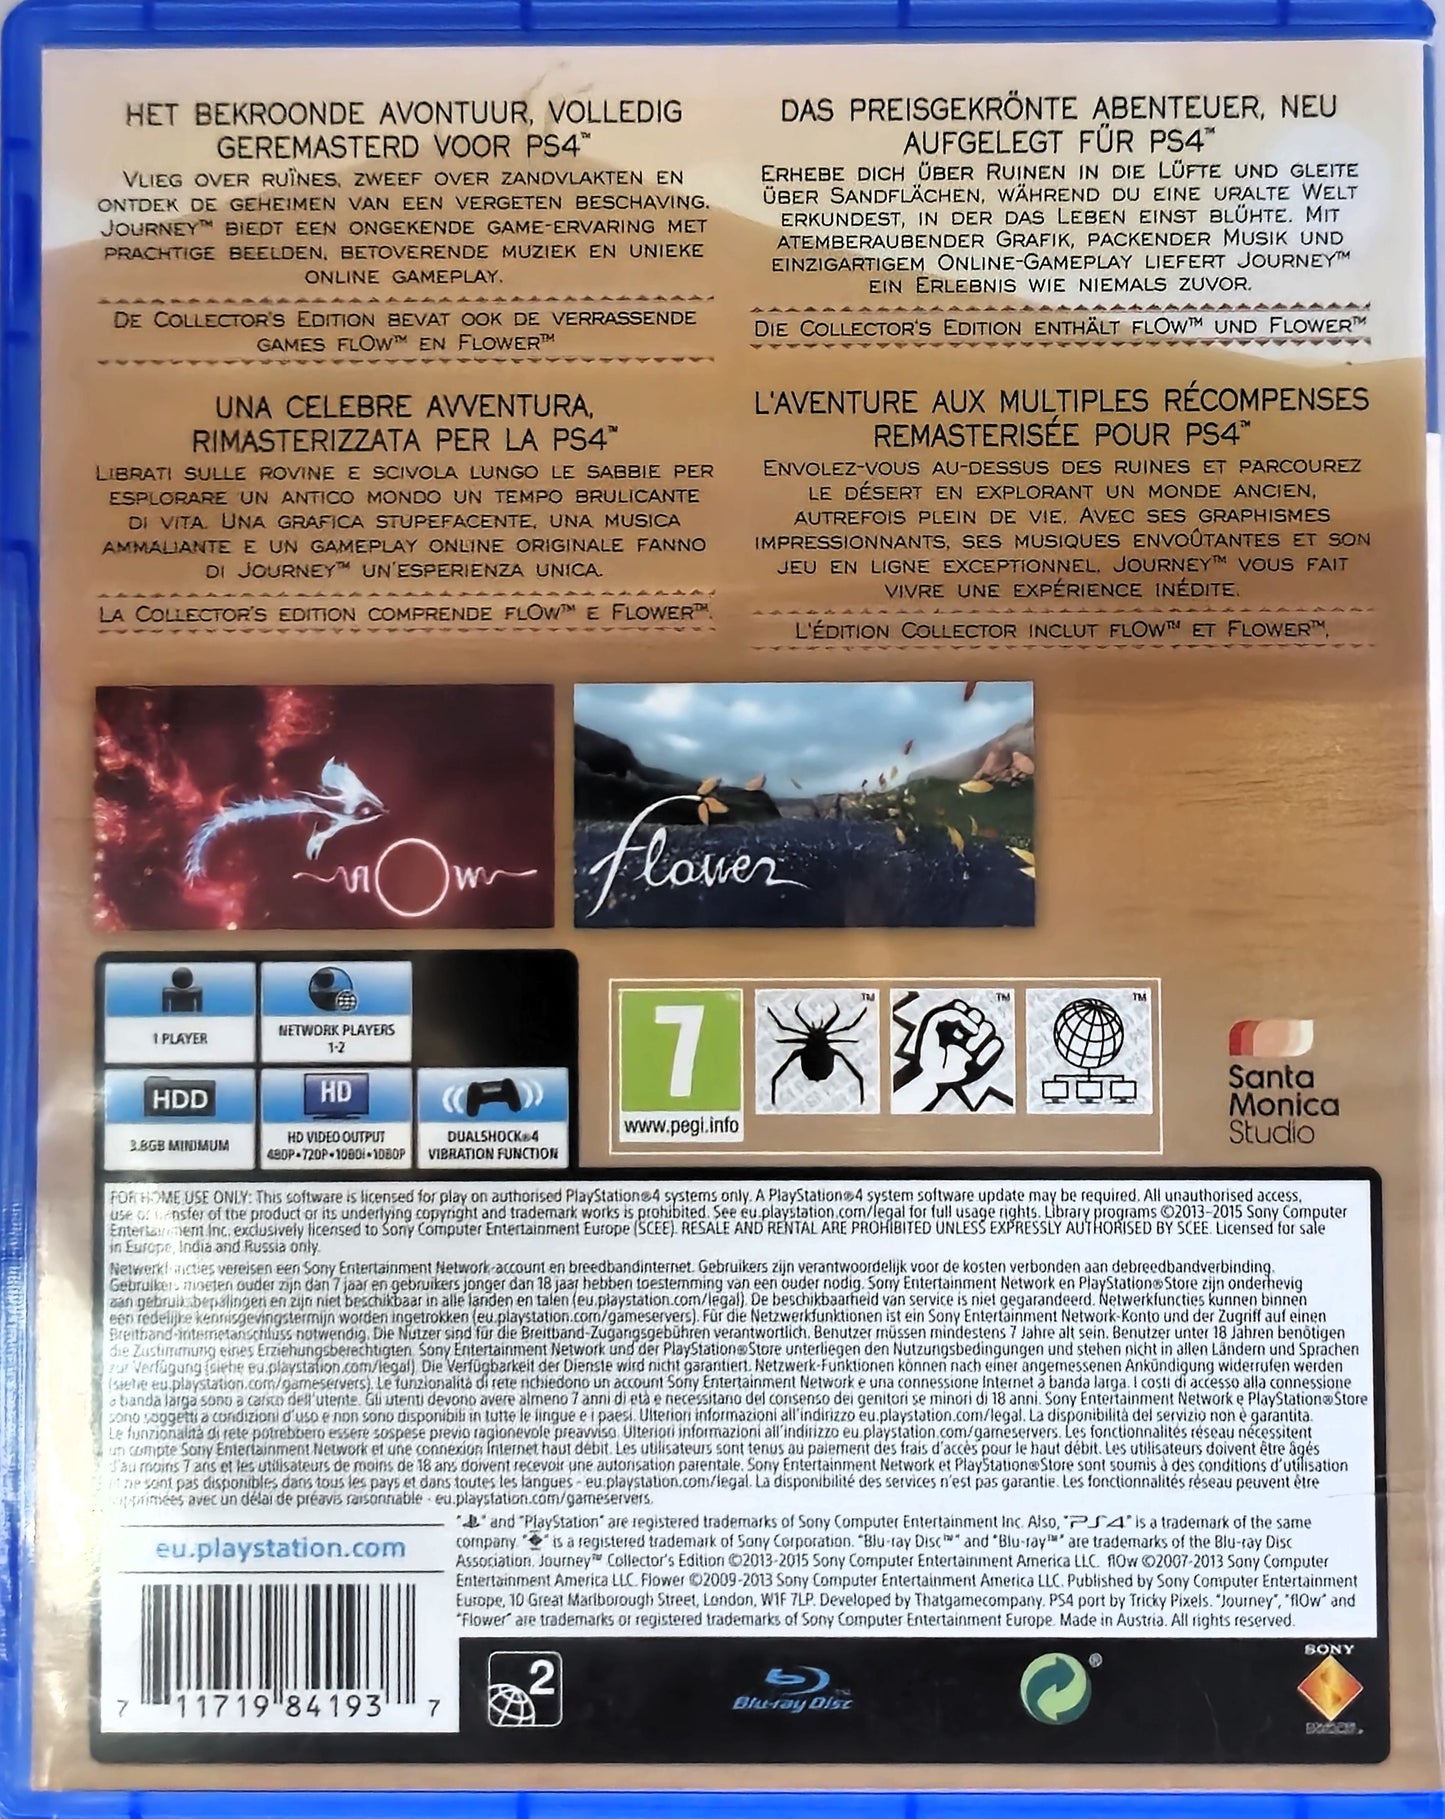 HET BEKROONDE AVONTUUR, VOLLEDIG
GEREMASTERD VOOR PS4™
VLIEG OVER RUÏNES, ZWEEF OVER ZANDVLAKTEN EN
ONTDEK DE GEHEIMEN VAN EEN VERGETEN BESCHAVING.
JOURNEY™ BIEDT EEN ONGEKENDE GAME-ERVARING MET
PRACHTIGE BEELDEN, BETOVERENDE MUZIEK EN UNIEKE
ONLINE GAMEPLAY.
DE COLLECTOR'S EDITION BEVAT OOK DE VERRASSENDE
GAMES FLOW™ EN FLOWER™
DAS PREISGEKRÖNTE ABENTEUER, NEU
AUFGELEGT FÜR PS4™
ERHEBE DICH ÜBER RUINEN IN DIE LÜFTE UND GLEITE
ÜBER SANDFLÄCHEN, WÄHREND DU EINE URALTE WELT
ERKUNDEST, IN DER DAS LEBEN EINST BLÜHTE. MIT
ATEMBERAUBENDER GRAFIK, PACKENDER MUSIK UND
EINZIGARTIGEM ONLINE-GAMEPLAY LIEFERT JOURNEY™
EIN ERLEBNIS WIE NIEMALS ZUVOR.
DIE COLLECTOR'S EDITION ENTHÄLT FLOW™ UND FLOWER™
UNA CELEBRE AVVENTURA,
RIMASTERIZZATA PER LA PS4™
LIBRATI SULLE ROVINE E SCIVOLA LUNGO LE SABBIE PER
ESPLORARE UN ANTICO MONDO UN TEMPO BRULICANTE
DI VITA. UNA GRAFICA STUPEFACENTE, UNA MUSICA
AMMALIANTE E UN GAMEPLAY ONLINE ORIGINALE FANNO
DI JOURNEY™ UN'ESPERIENZA UNICA.
LA COLLECTOR'S EDITION COMPRENDE FLOW™ E FLOWER™.
L'AVENTURE AUX MULTIPLES RÉCOMPENSES
REMASTERISÉE POUR PS4™
ENVOLEZ-VOUS AU-DESSUS DES RUINES ET PARCOUREZ
LE DÉSERT EN EXPLORANT UN MONDE ANCIEN,
AUTREFOIS PLEIN DE VIE. AVEC SES GRAPHISMES
IMPRESSIONNANTS, SES MUSIQUES ENVOÛTANTES ET SON
JEU EN LIGNE EXCEPTIONNEL, JOURNEY™ VOUS FAIT
VIVRE UNE EXPÉRIENCE INÉDITE.
L'ÉDITION COLLECTOR INCLUT FLOW™ ET FLOWER™.
flOw
flower
1 PLAYER
NETWORK PLAYERS
1-2
HDD
3.8GB MINIMUM
HD
HD VIDEO OUTPUT
480P•720P•1080i•1080P
DUALSHOCK®4
VIBRATION FUNCTION
7
www.pegi.info
TM
TM
TM
Santa
Monica
Studio
FOR HOME USE ONLY: This software is licensed for play on authorised PlayStation®4 systems only. A PlayStation®4 system software update may be required. All unauthorised access,
use or transfer of the product or its underlying copyright and trademark works is prohibited. See eu.playstation.com/legal for full usage rights. Library programs ©2013-2015 Sony Computer
Entertainment Inc. exclusively licensed to Sony Computer Entertainment Europe (SCEE). RESALE AND RENTAL ARE PROHIBITED UNLESS EXPRESSLY AUTHORISED BY SCEE. Licensed for sale
in Europe, India and Russia only.
Netwerkfuncties vereisen een Sony Entertainment Network-account en breedbandinternet. Gebruikers zijn verantwoordelijk voor de kosten verbonden aan debreedbandverbinding.
Gebruikers moeten ouder zijn dan 7 jaar en gebruikers jonger dan 18 jaar hebben toestemming van een ouder nodig. Sony Entertainment Network en PlayStation®Store zijn onderhevig
aan gebruiksbepalingen en zijn niet beschikbaar in alle landen en talen (eu.playstation.com/legal). De beschikbaarheid van service is niet gegarandeerd. Netwerkfuncties kunnen binnen
een redelijke kennisgevingstermijn worden ingetrokken (eu.playstation.com/gameservers). Für die Netzwerkfunktionen ist ein Sony Entertainment Network-Konto und der Zugriff auf einen
Breitband-Internetanschluss notwendig. Die Nutzer sind für die Breitband-Zugangsgebühren verantwortlich. Benutzer müssen mindestens 7 Jahre alt sein. Benutzer unter 18 Jahren benötigen
die Zustimmung eines Erziehungsberechtigten. Sony Entertainment Network und der PlayStation®Store unterliegen den Nutzungsbedingungen und stehen nicht in allen Ländern und Sprachen
zur Verfügung (siehe eu.playstation.com/legal). Die Verfügbarkeit der Dienste wird nicht garantiert. Netzwerk-Funktionen können nach einer angemessenen Ankündigung widerrufen werden
(siehe eu.playstation.com/gameservers). Le funzionalità di rete richiedono un account Sony Entertainment Network e una connessione Internet a banda larga. I costi di accesso alla connessione
a banda larga sono a carico dell'utente. Gli utenti devono avere almeno 7 anni di età e necessitano del consenso dei genitori se minori di 18 anni. Sony Entertainment Network e PlayStation®Store
sono soggetti a condizioni d'uso e non sono disponibili in tutte le lingue e i paesi. Ulteriori informazioni all'indirizzo eu.playstation.com/legal. La disponibilità del servizio non è garantita.
Le funzionalità di rete potrebbero essere sospese previo ragionevole preavviso. Ulteriori informazioni all'indirizzo eu.playstation.com/gameservers. Les fonctionnalités réseau nécessitent
un compte Sony Entertainment Network et une connexion Internet haut débit. Les utilisateurs sont tenus au paiement des frais d'accès pour le haut débit. Les utilisateurs doivent être âgés
d'au moins 7 ans et les utilisateurs de moins de 18 ans doivent recevoir une autorisation parentale. Sony Entertainment Network et PlayStation®Store sont soumis à des conditions d'utilisation
et ne sont pas disponibles dans tous les pays et dans toutes les langues - eu.playstation.com/legal. La disponibilité des services n'est pas garantie. Les fonctionnalités réseau peuvent être
supprimées avec un délai de préavis raisonnable - eu.playstation.com/gameservers.
eu.playstation.com
"" and "PlayStation" are registered trademarks of Sony Computer Entertainment Inc. Also, "PS4" is a trademark of the same
company. "" is a registered trademark of Sony Corporation. "Blu-ray Disc™" and "Blu-ray™" are trademarks of the Blu-ray Disc
Association. Journey™ Collector's Edition ©2013-2015 Sony Computer Entertainment America LLC. flOw ©2007-2013 Sony Computer
Entertainment America LLC. Flower ©2009-2013 Sony Computer Entertainment America LLC. Published by Sony Computer Entertainment
Europe, 10 Great Marlborough Street, London, W1F 7LP. Developed by Thatgamecompany. PS4 port by Tricky Pixels. "Journey", "flOw" and
"Flower" are trademarks or registered trademarks of Sony Computer Entertainment Europe. Made in Austria. All rights reserved.
7 11719 84193 7
2
Blu-ray Disc
®
SONY